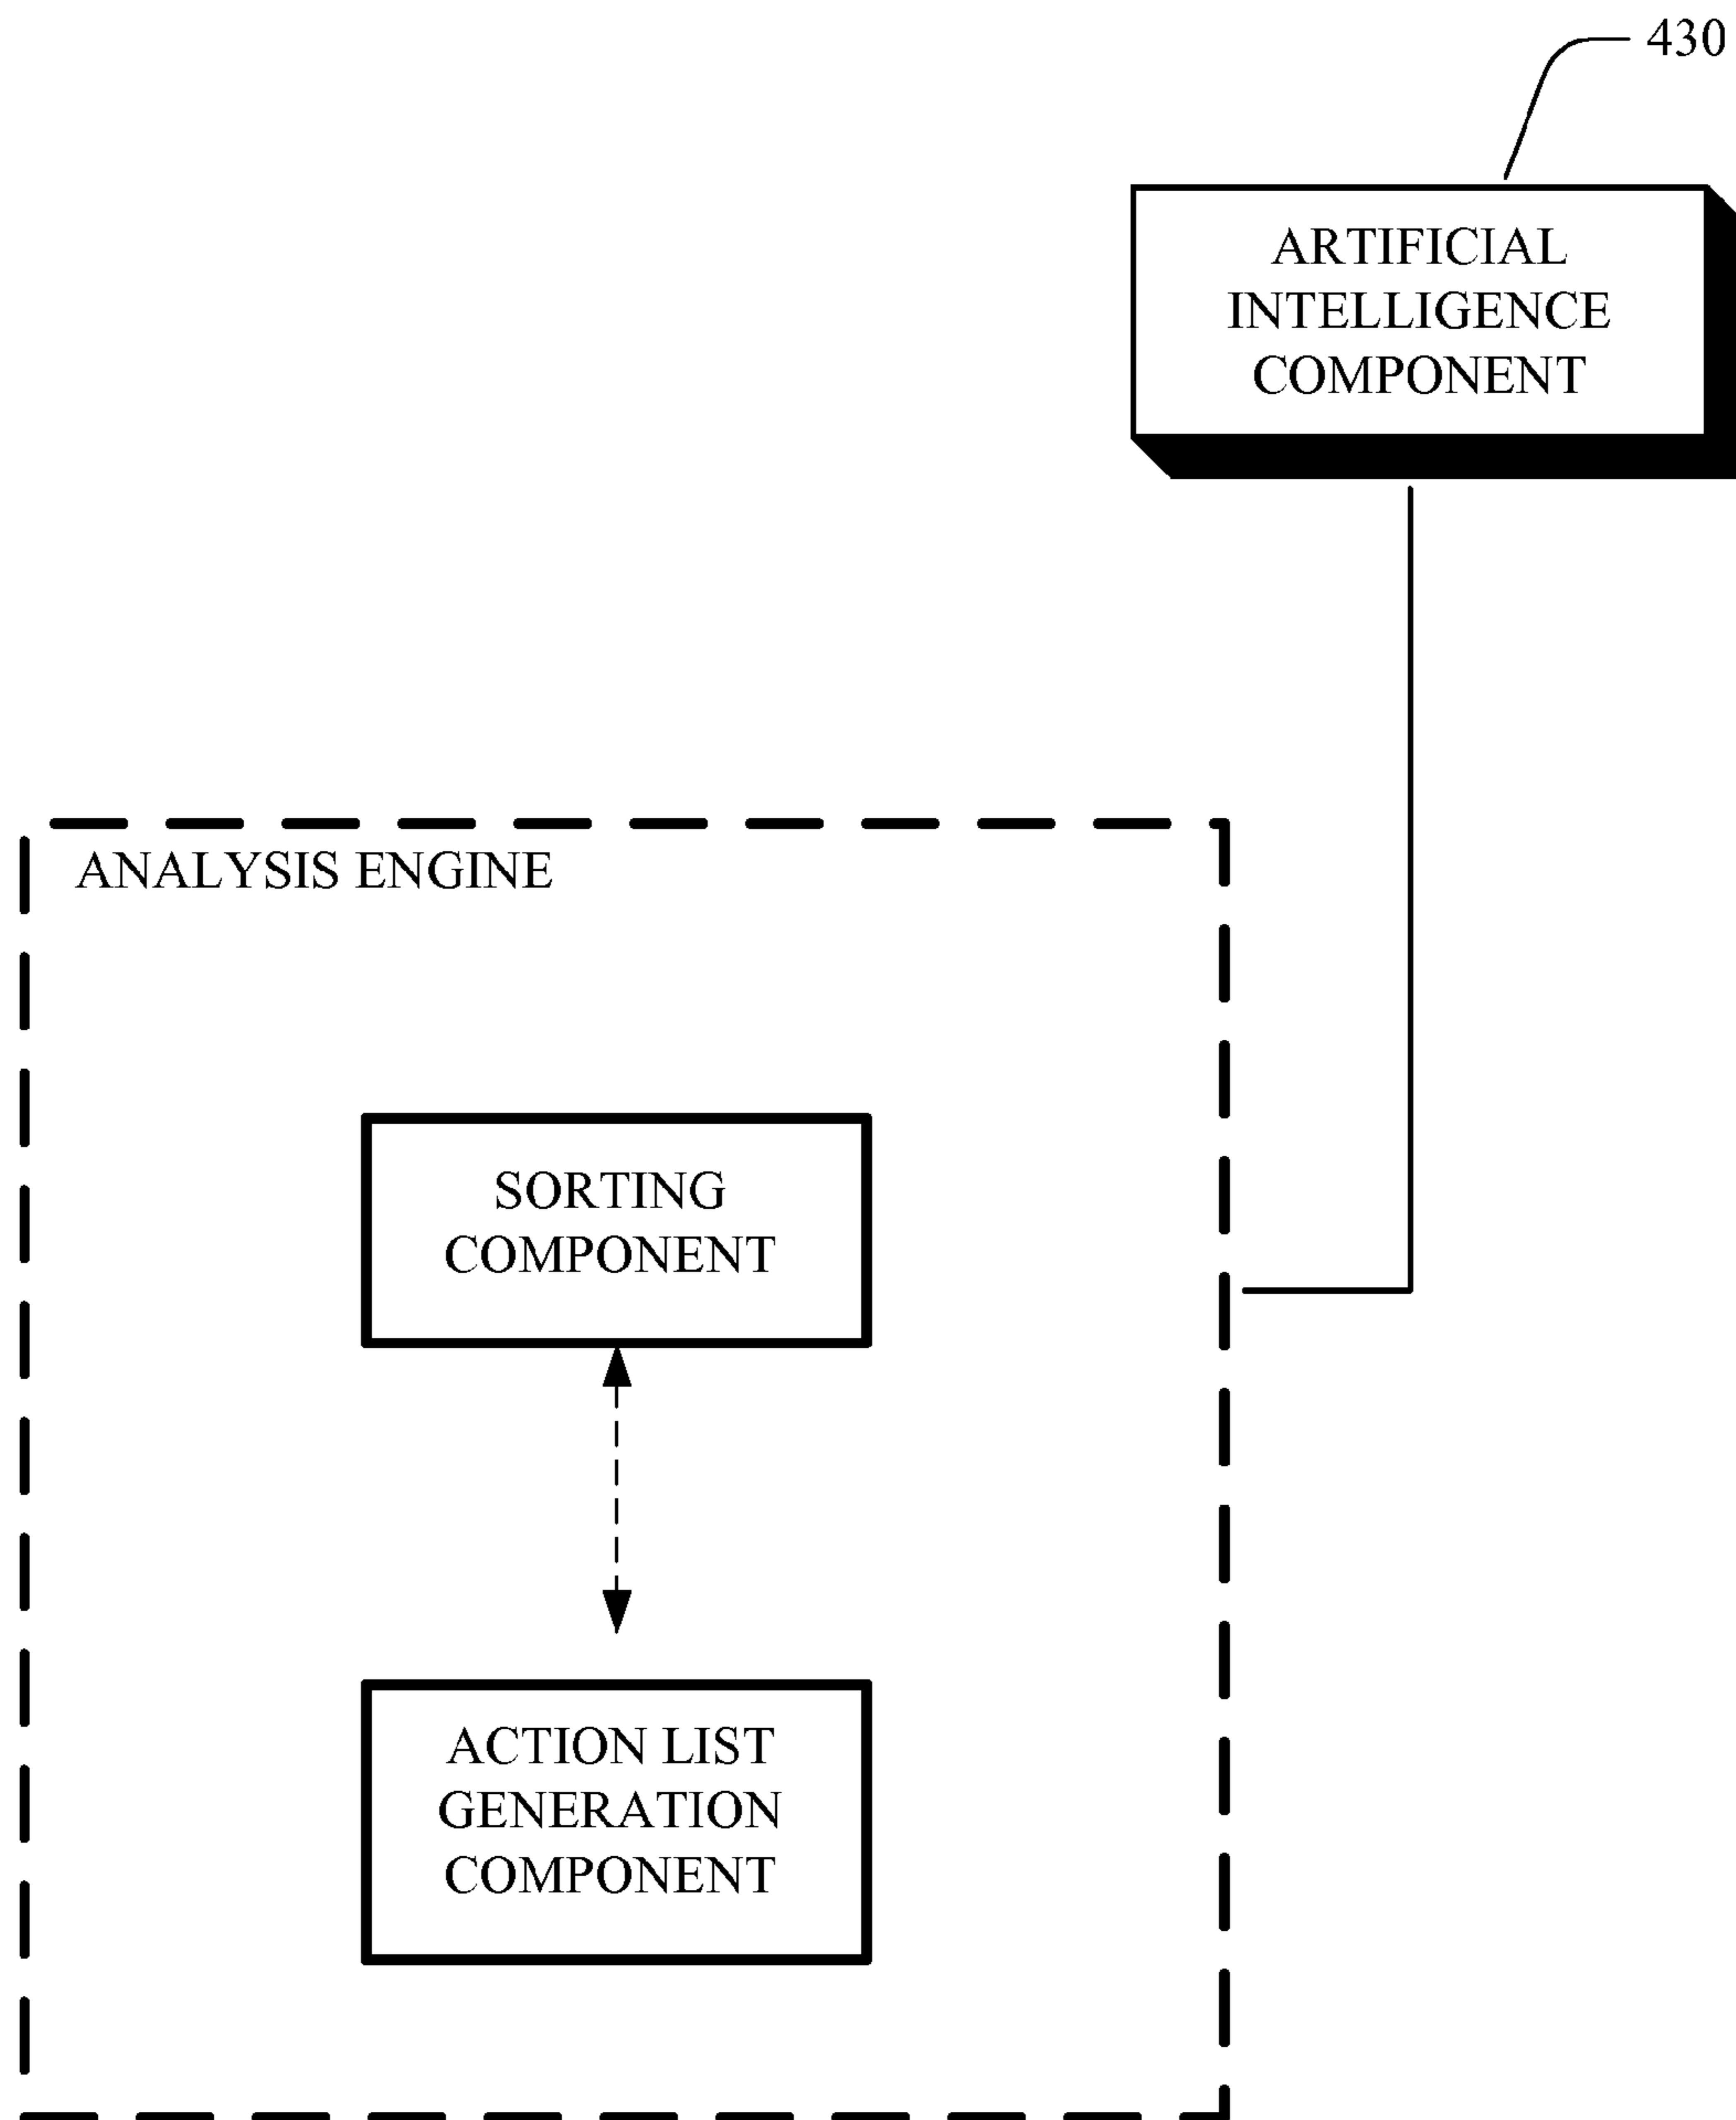 430
ARTIFICIAL
INTELLIGENCE
COMPONENT
ANALYSIS ENGINE
SORTING
COMPONENT
ACTION LIST
GENERATION
COMPONENT